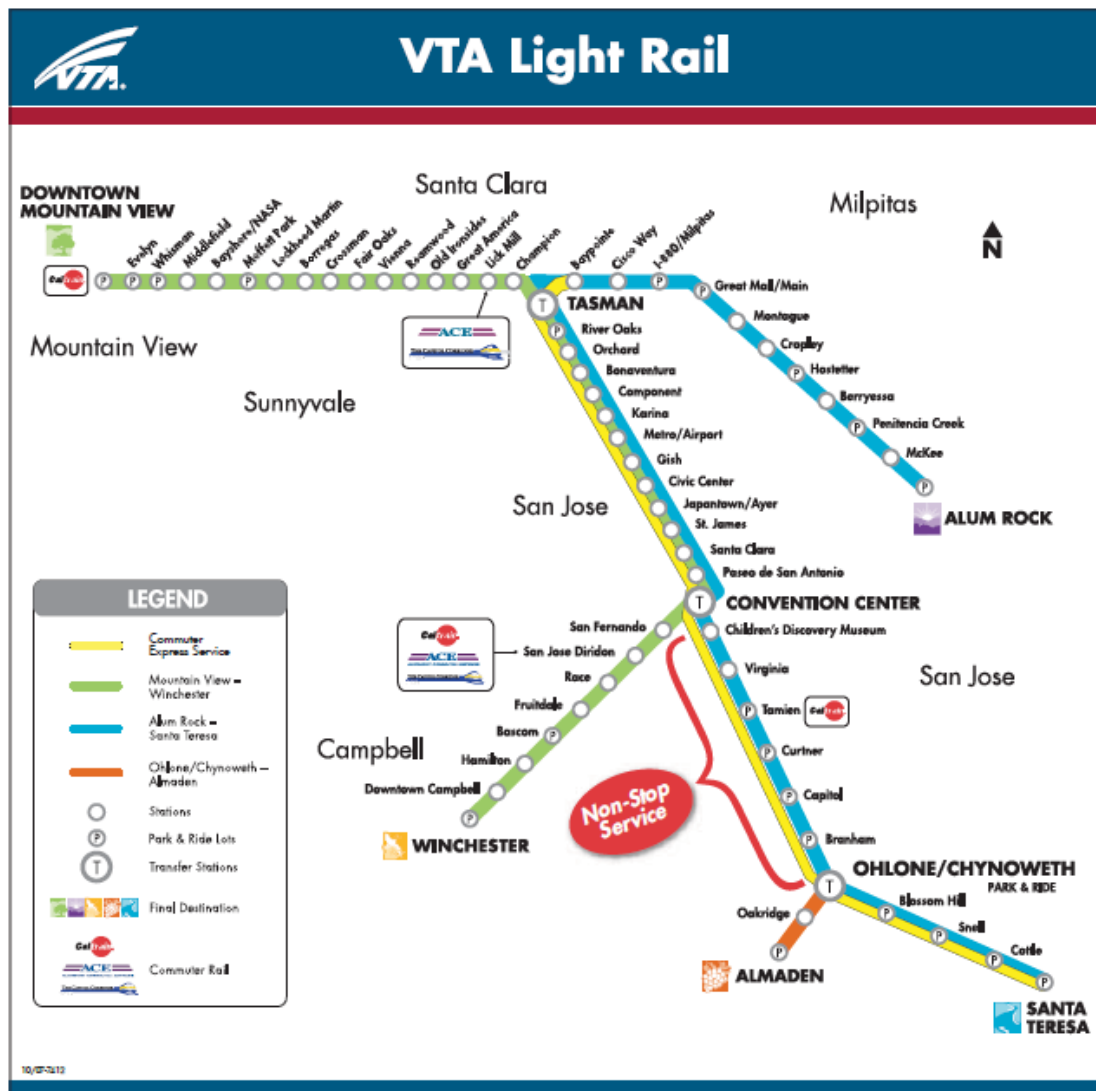 VTA.
VTA Light Rail
DOWNTOWN
MOUNTAIN VIEW
Santa Clara
Milpitas
N
Evelyn
Whisman
Middlefield
Bayshore/NASA
Moffett Park
Lockheed Martin
Borregas
Crossman
Fair Oaks
Vienna
Reamwood
Old Ironsides
Great America
Lick Mill
Champion
Baypointe
Cisco Way
I-880/Milpitas
Great Mall/Main
Montague
Cropley
Hostetter
Berryessa
Penitencia Creek
McKee
ALUM ROCK
Caltrain
P
P
P
P
P
P
P
P
P
P
T
TASMAN
ACE
Mountain View
Sunnyvale
P
River Oaks
Orchard
Bonaventura
Component
Karina
Metro/Airport
Gish
Civic Center
Japantown/Ayer
St. James
Santa Clara
Paseo de San Antonio
San Jose
T
CONVENTION CENTER
Children's Discovery Museum
Virginia
P
Tamien
Caltrain
P
Curtner
P
Capitol
P
Branham
San Jose
Caltrain
ACE
San Fernando
San Jose Diridon
Race
Fruitdale
Bascom
P
Hamilton
Downtown Campbell
P
WINCHESTER
Campbell
Non-Stop
Service
T
OHLONE/CHYNOWETH
PARK & RIDE
P
Blossom Hill
P
Snell
P
Cottle
P
SANTA
TERESA
Oakridge
P
ALMADEN
LEGEND
Commuter
Express Service
Mountain View –
Winchester
Alum Rock –
Santa Teresa
Ohlone/Chynoweth –
Almaden
Stations
P
Park & Ride Lots
T
Transfer Stations
Final Destination
Caltrain
ACE
Commuter Rail